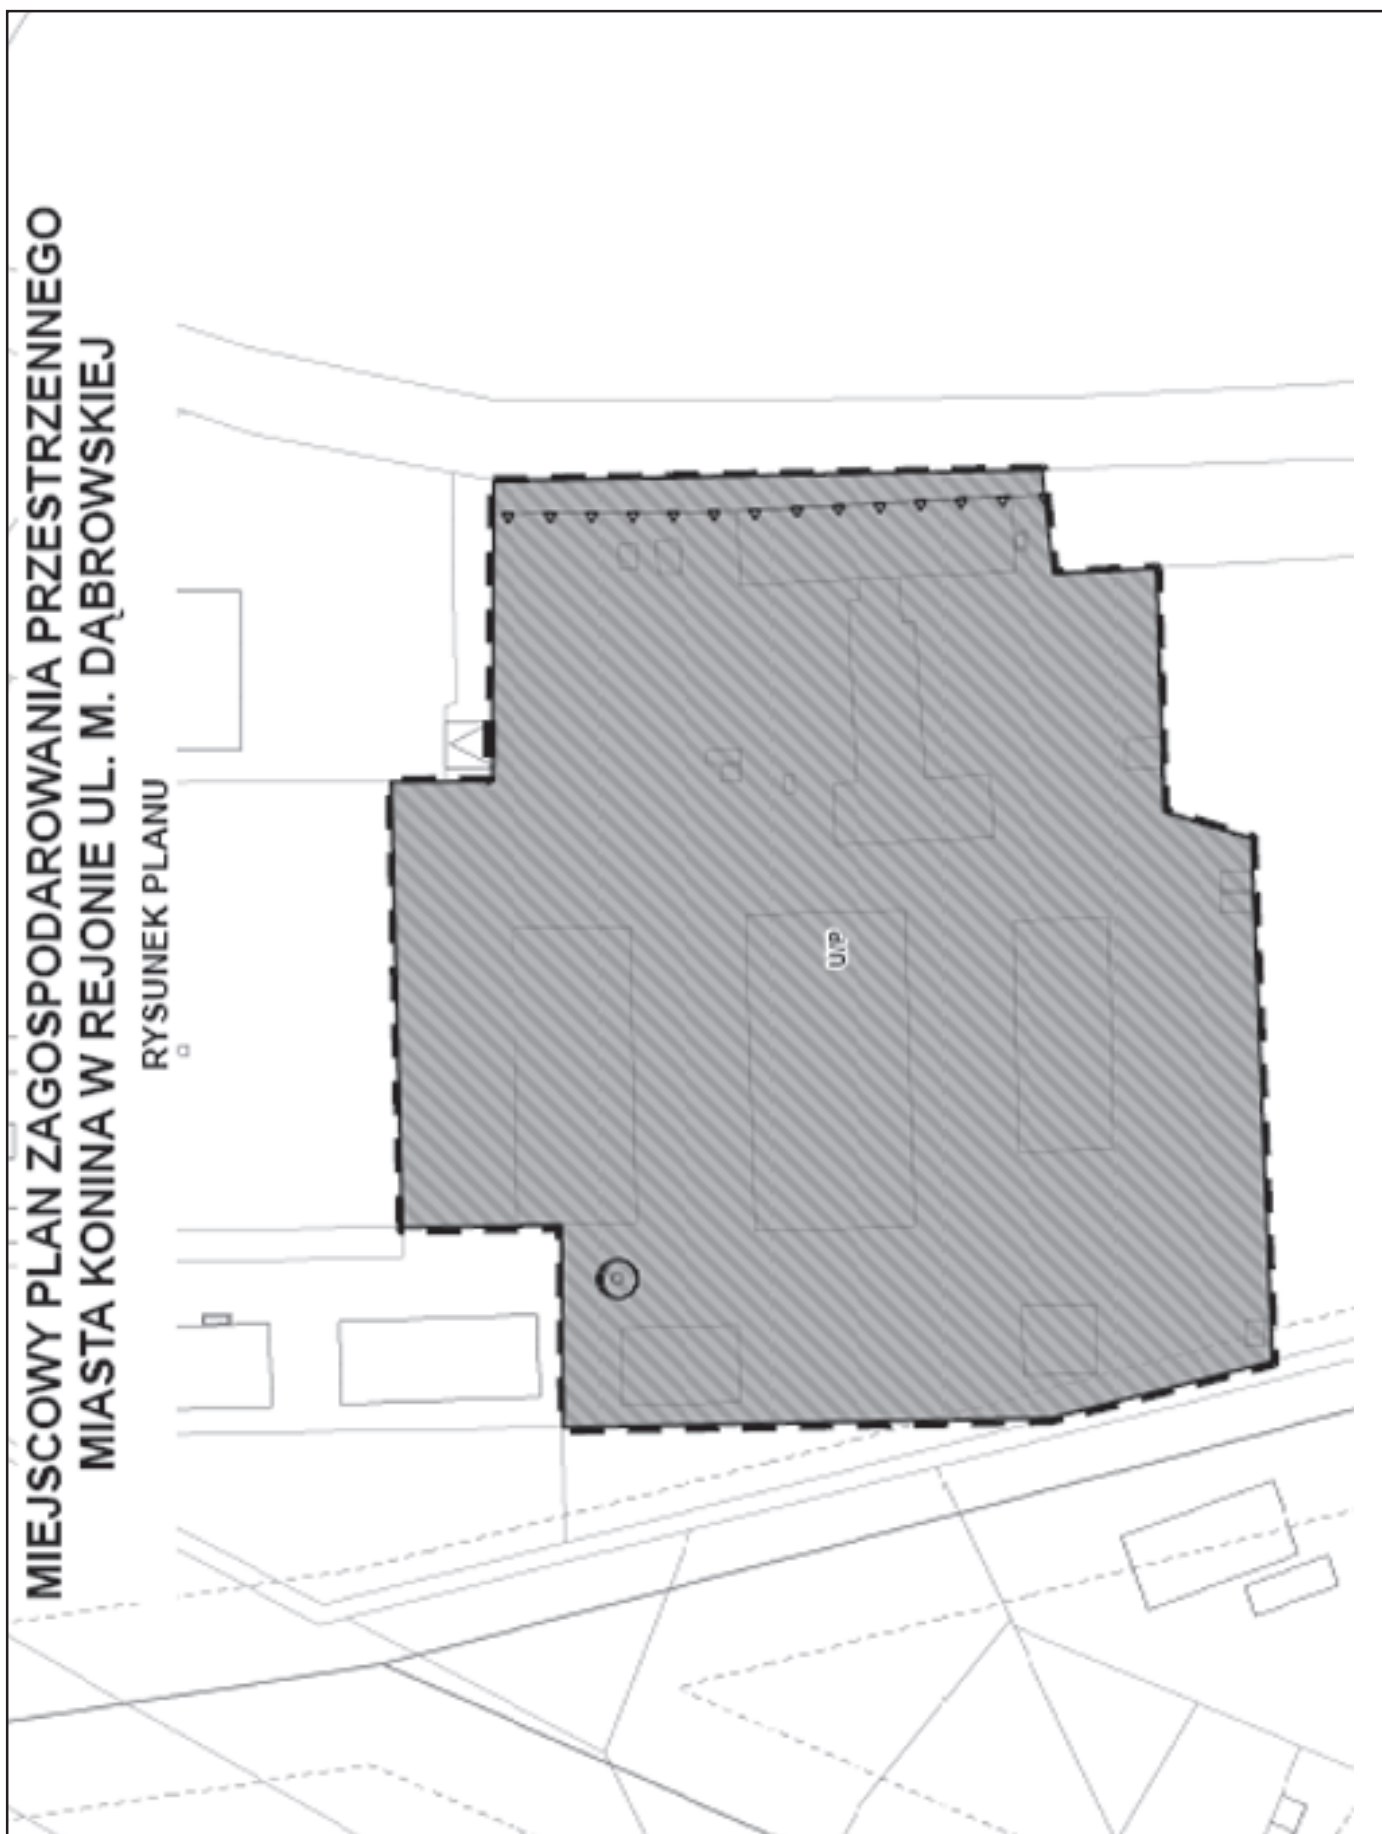 MIEJSCOWY PLAN ZAGOSPODAROWANIA PRZESTRZENNEGO
MIASTA KONINA W REJONIE UL. M. DĄBROWSKIEJ
RYSUNEK PLANU
U/P